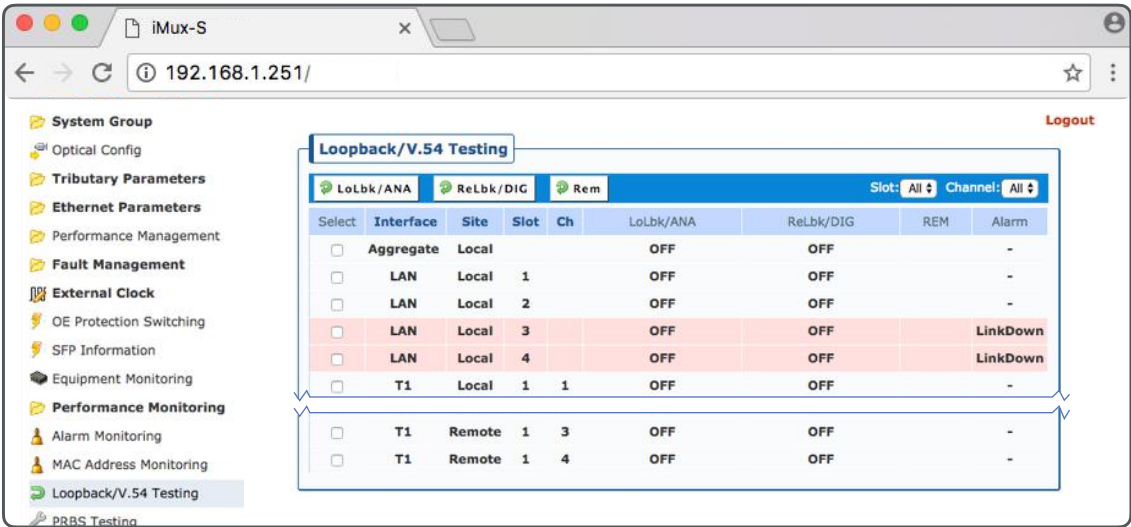 iMux-S
192.168.1.251/
Logout
System Group
Optical Config
Tributary Parameters
Ethernet Parameters
Performance Management
Fault Management
External Clock
OE Protection Switching
SFP Information
Equipment Monitoring
Performance Monitoring
Alarm Monitoring
MAC Address Monitoring
Loopback/V.54 Testing
PRBS Testing
Loopback/V.54 Testing
LoLbk/ANA ReLbk/DIG Rem Slot: All Channel: All
Select Interface Site Slot Ch LoLbk/ANA ReLbk/DIG REM Alarm
Aggregate Local OFF OFF -
LAN Local 1 OFF OFF -
LAN Local 2 OFF OFF -
LAN Local 3 OFF OFF LinkDown
LAN Local 4 OFF OFF LinkDown
T1 Local 1 1 OFF OFF -
T1 Remote 1 3 OFF OFF -
T1 Remote 1 4 OFF OFF -